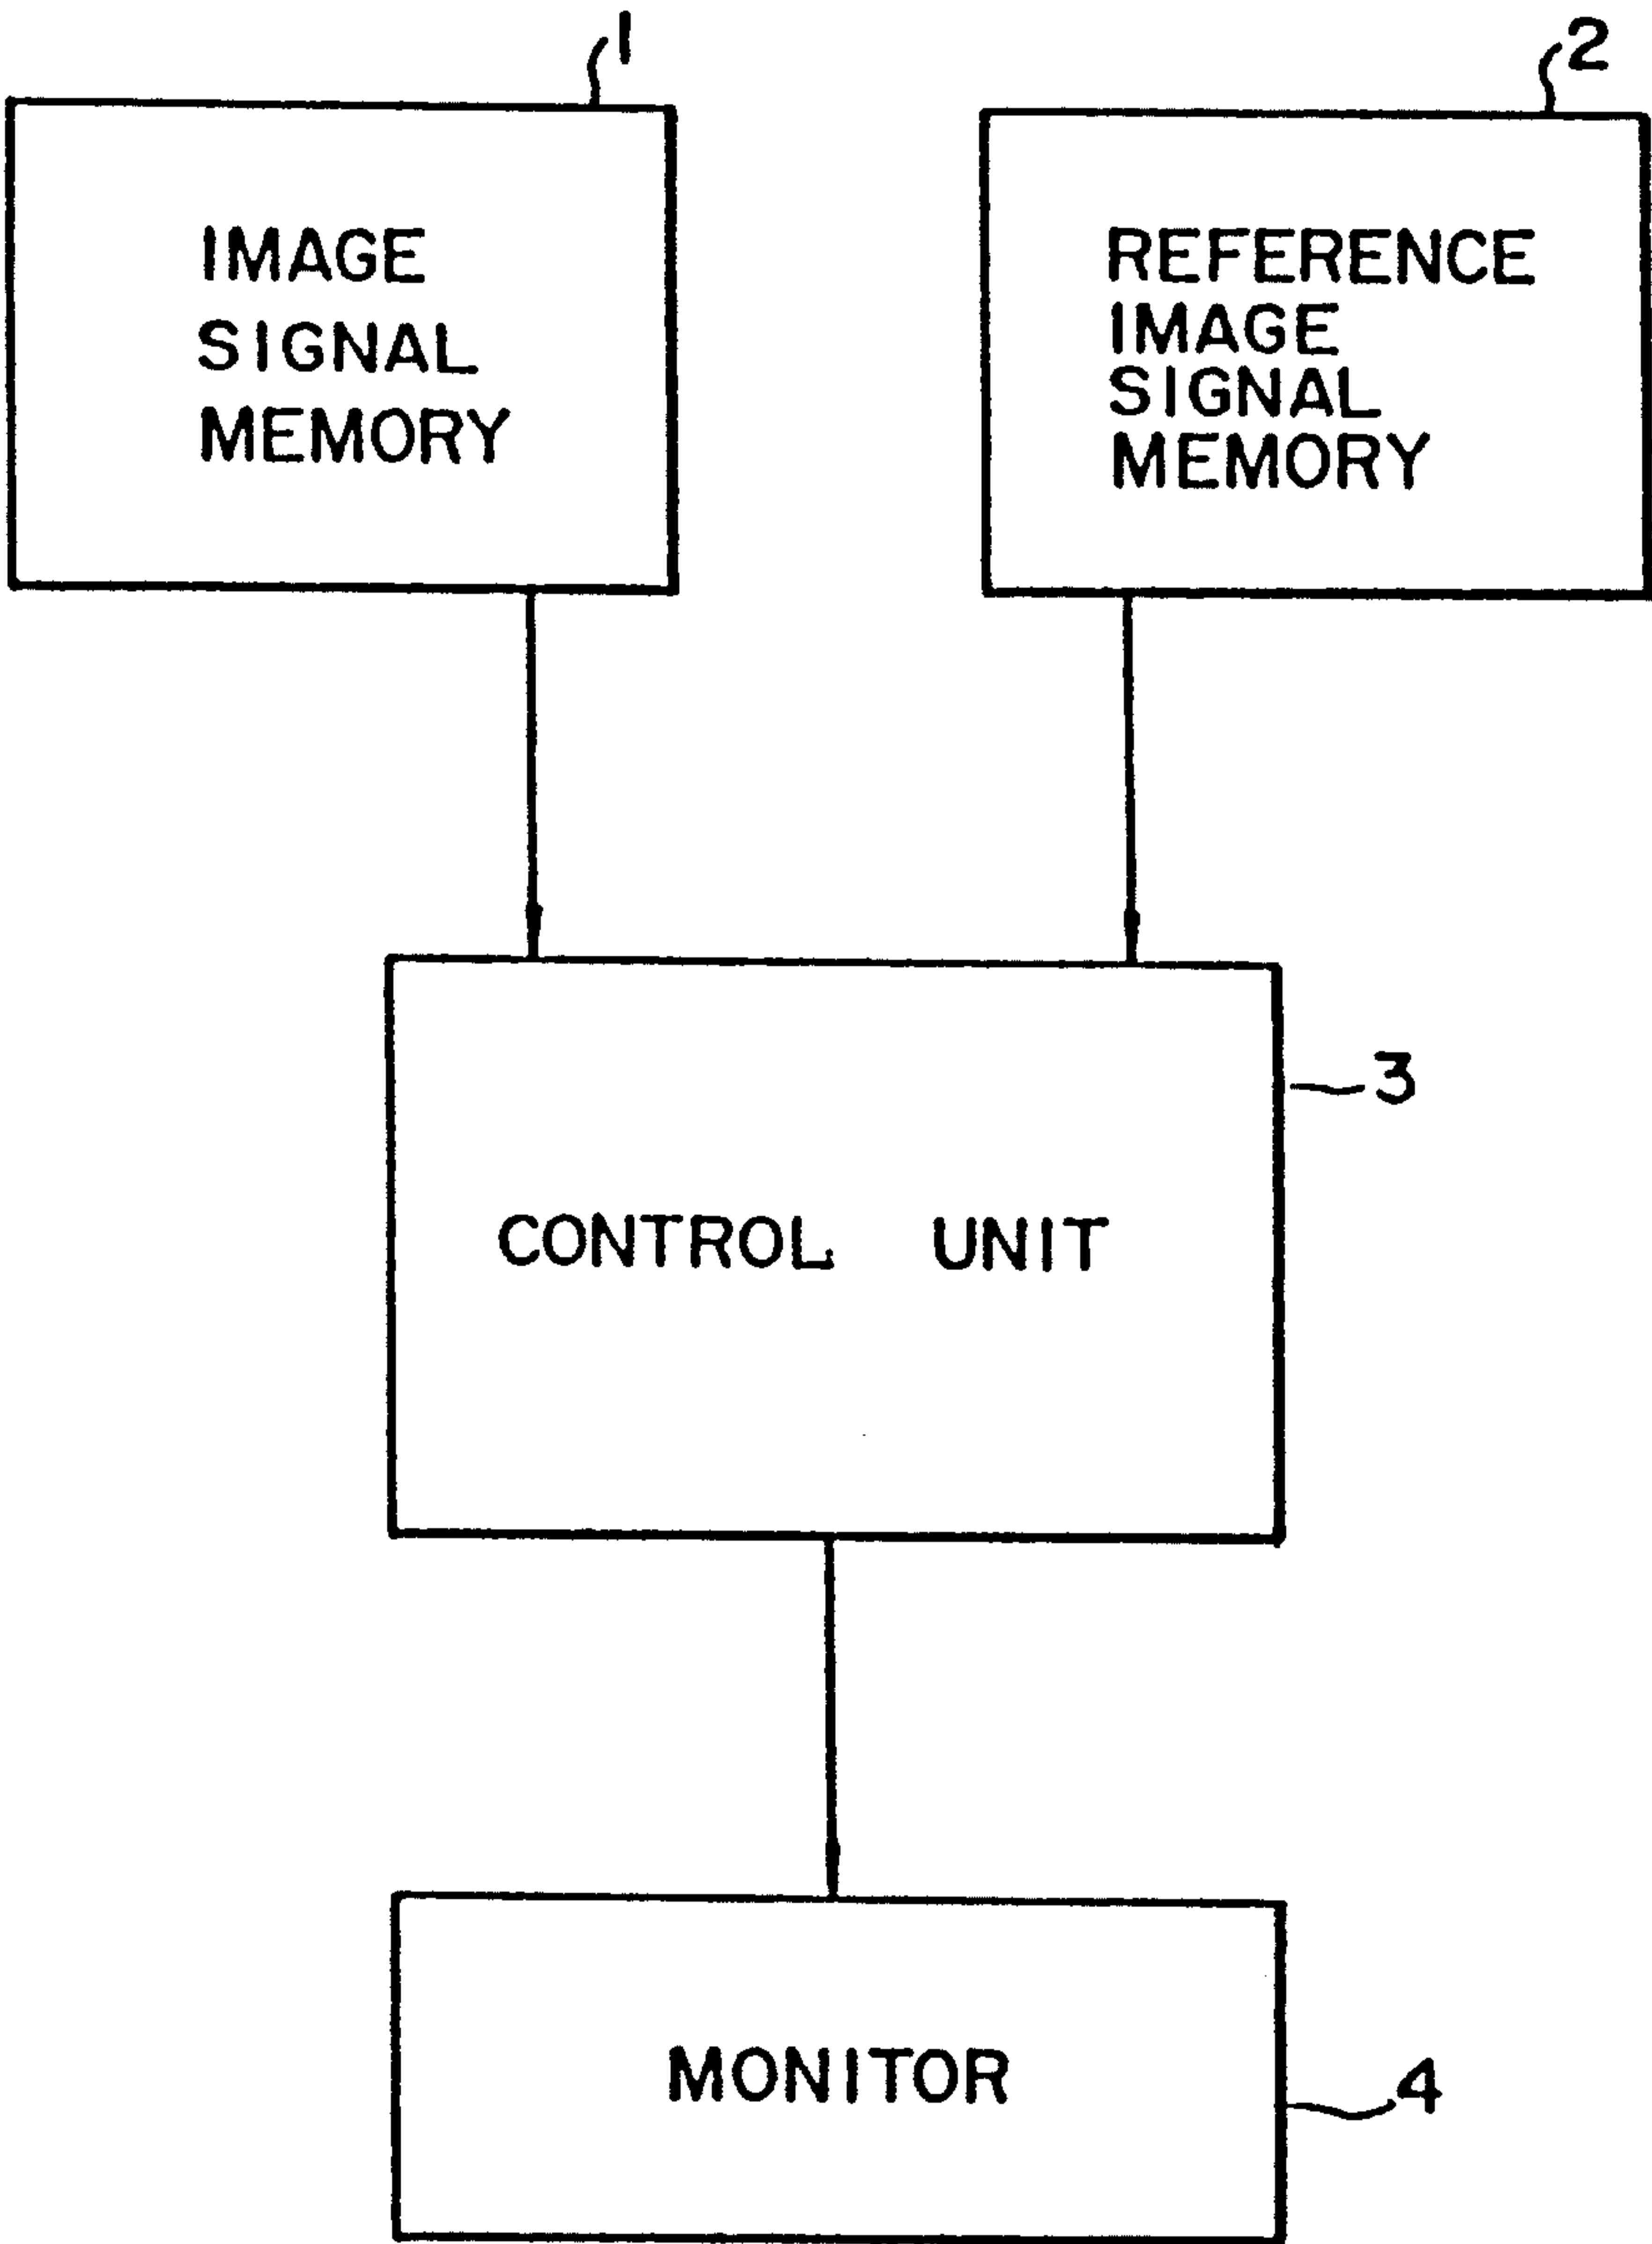 1
2
IMAGE
SIGNAL
MEMORY
REFERENCE
IMAGE
SIGNAL
MEMORY
3
CONTROL UNIT
MONITOR
4